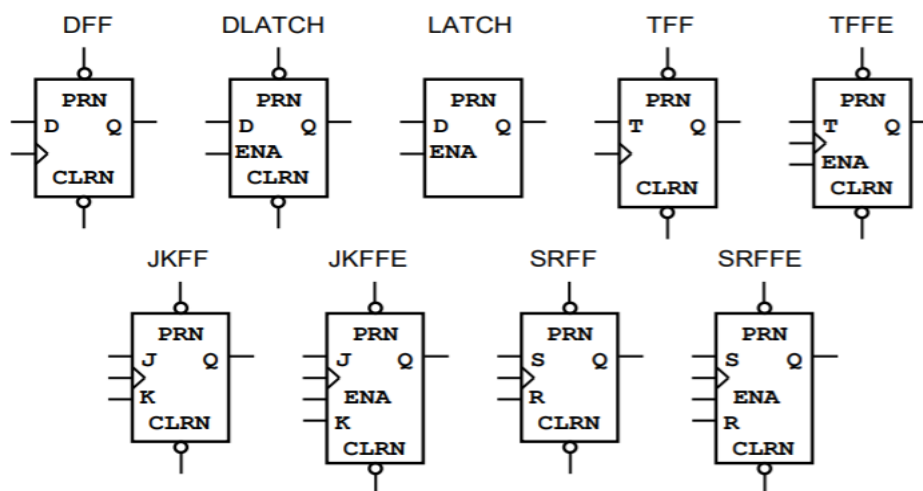 DFF DLATCH LATCH TFF TFFE
PRN PRN PRN PRN
D Q D Q D Q T Q T Q
ENA ENA ENA
CLRN CLRN CLRN CLRN
JKFF JKFFE SRFF SRFFE
PRN PRN PRN PRN
J Q J Q S Q S Q
K ENA R ENA
K R
CLRN CLRN CLRN CLRN